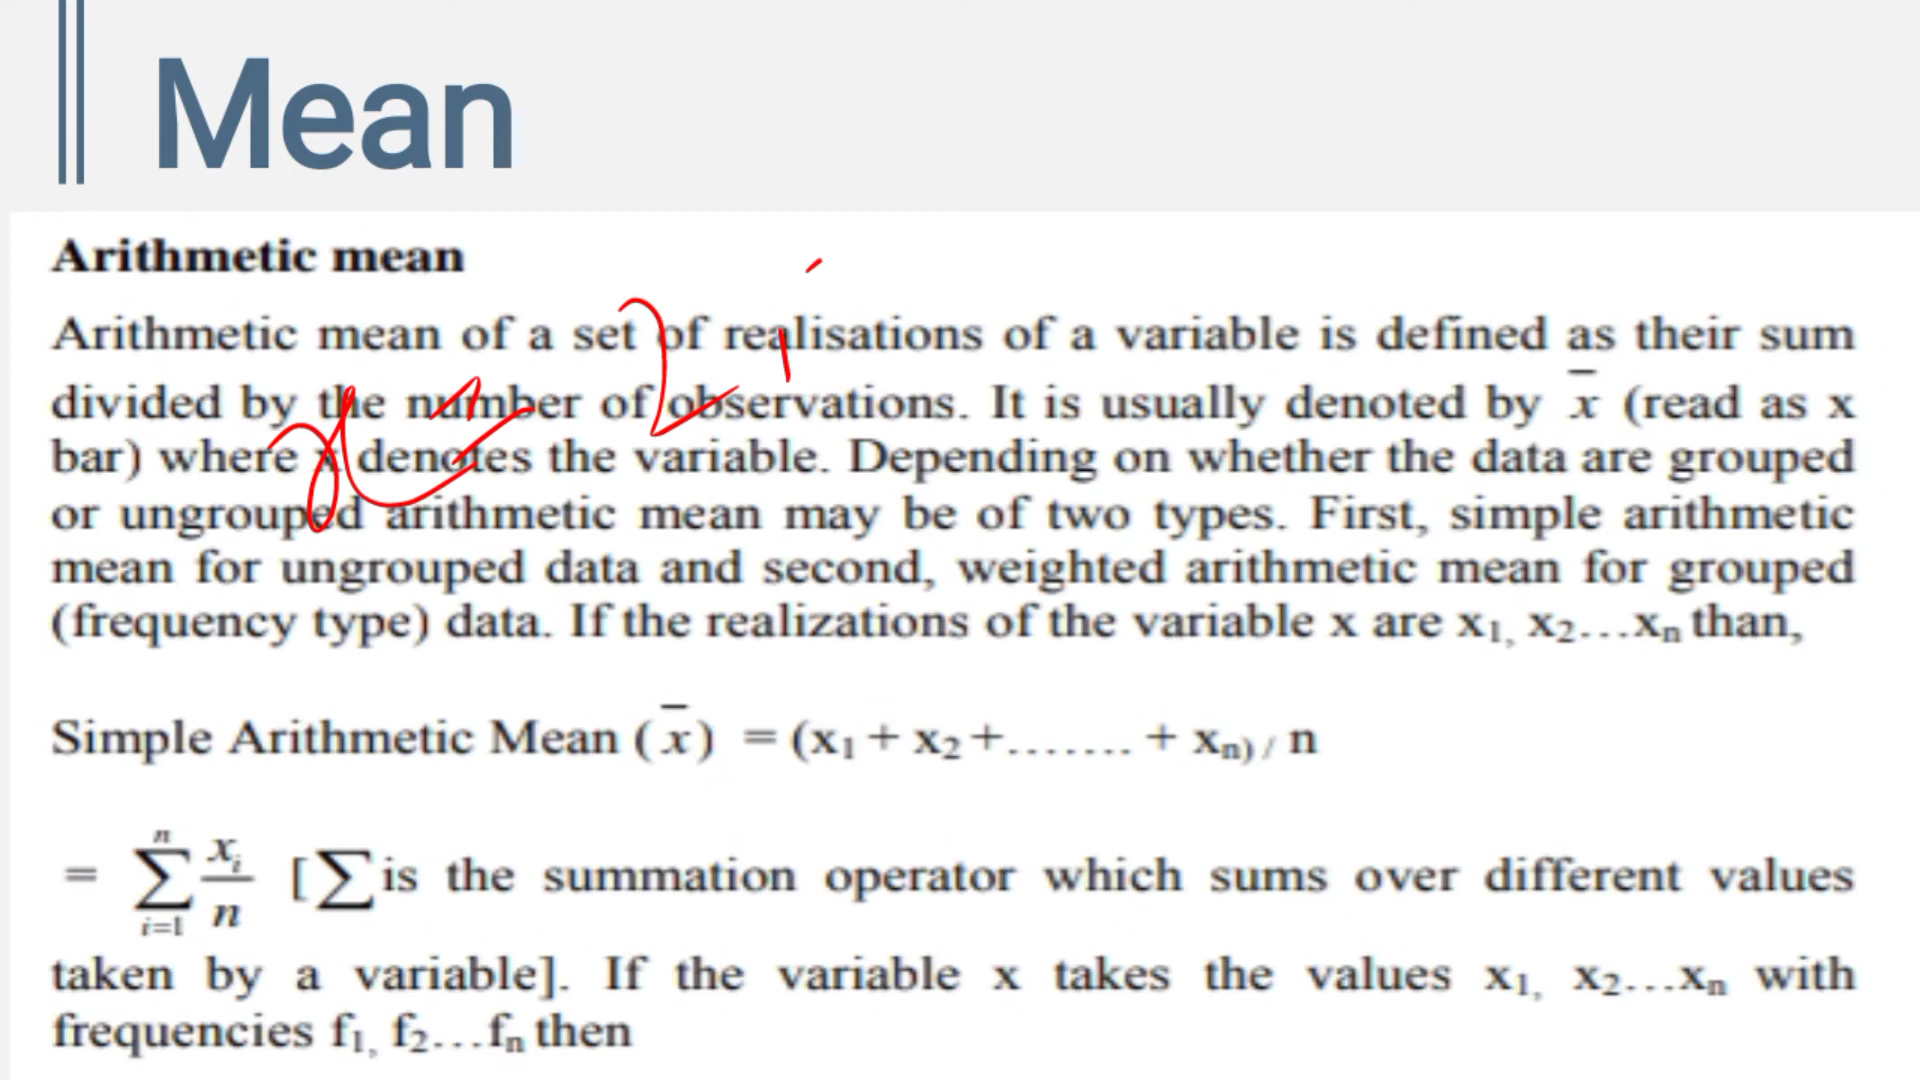 Mean
Arithmetic mean
Arithmetic mean of a set of realisations of a variable is defined as their sum
divided by the number of observations. It is usually denoted by x̄ (read as x
bar) where x denotes the variable. Depending on whether the data are grouped
or ungrouped arithmetic mean may be of two types. First, simple arithmetic
mean for ungrouped data and second, weighted arithmetic mean for grouped
(frequency type) data. If the realizations of the variable x are x₁, x₂...xₙ than,
Simple Arithmetic Mean (x̄) = (x₁ + x₂ +....... + xₙ) / n
= ∑ⁿᵢ₌₁ xᵢ/n [∑ is the summation operator which sums over different values
taken by a variable]. If the variable x takes the values x₁, x₂...xₙ with
frequencies f₁, f₂...fₙ then